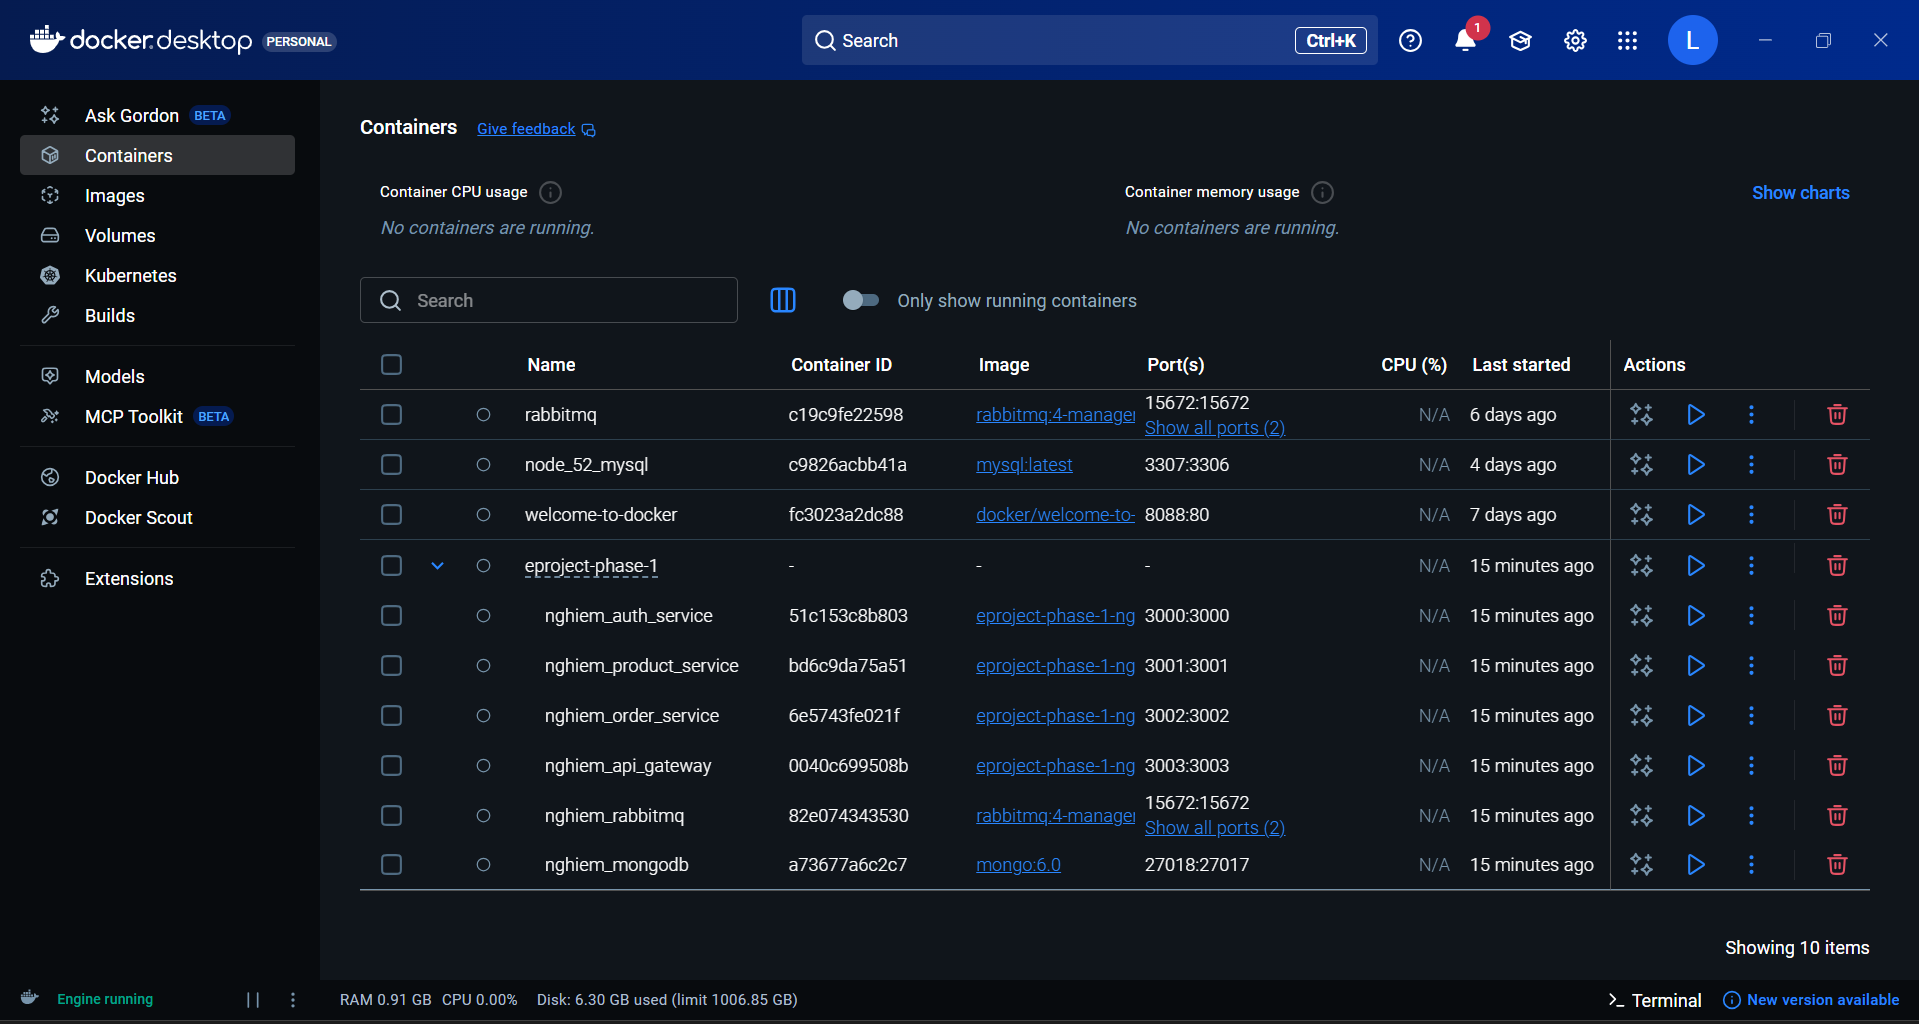 docker.desktop PERSONAL
Search Ctrl+K
1
L
Ask Gordon BETA
Containers
Images
Volumes
Kubernetes
Builds
Models
MCP Toolkit BETA
Docker Hub
Docker Scout
Extensions
Containers Give feedback
Container CPU usage
No containers are running.
Container memory usage
No containers are running.
Show charts
Search
Only show running containers
Name Container ID Image Port(s) CPU (%) Last started Actions
rabbitmq c19c9fe22598 rabbitmq:4-manage 15672:15672 N/A 6 days ago
Show all ports (2)
node_52_mysql c9826acbb41a mysql:latest 3307:3306 N/A 4 days ago
welcome-to-docker fc3023a2dc88 docker/welcome-to- 8088:80 N/A 7 days ago
eproject-phase-1 - - - N/A 15 minutes ago
nghiem_auth_service 51c153c8b803 eproject-phase-1-ng 3000:3000 N/A 15 minutes ago
nghiem_product_service bd6c9da75a51 eproject-phase-1-ng 3001:3001 N/A 15 minutes ago
nghiem_order_service 6e5743fe021f eproject-phase-1-ng 3002:3002 N/A 15 minutes ago
nghiem_api_gateway 0040c699508b eproject-phase-1-ng 3003:3003 N/A 15 minutes ago
nghiem_rabbitmq 82e074343530 rabbitmq:4-manage 15672:15672 N/A 15 minutes ago
Show all ports (2)
nghiem_mongodb a73677a6c2c7 mongo:6.0 27018:27017 N/A 15 minutes ago
Showing 10 items
Engine running
RAM 0.91 GB CPU 0.00% Disk: 6.30 GB used (limit 1006.85 GB)
Terminal
New version available